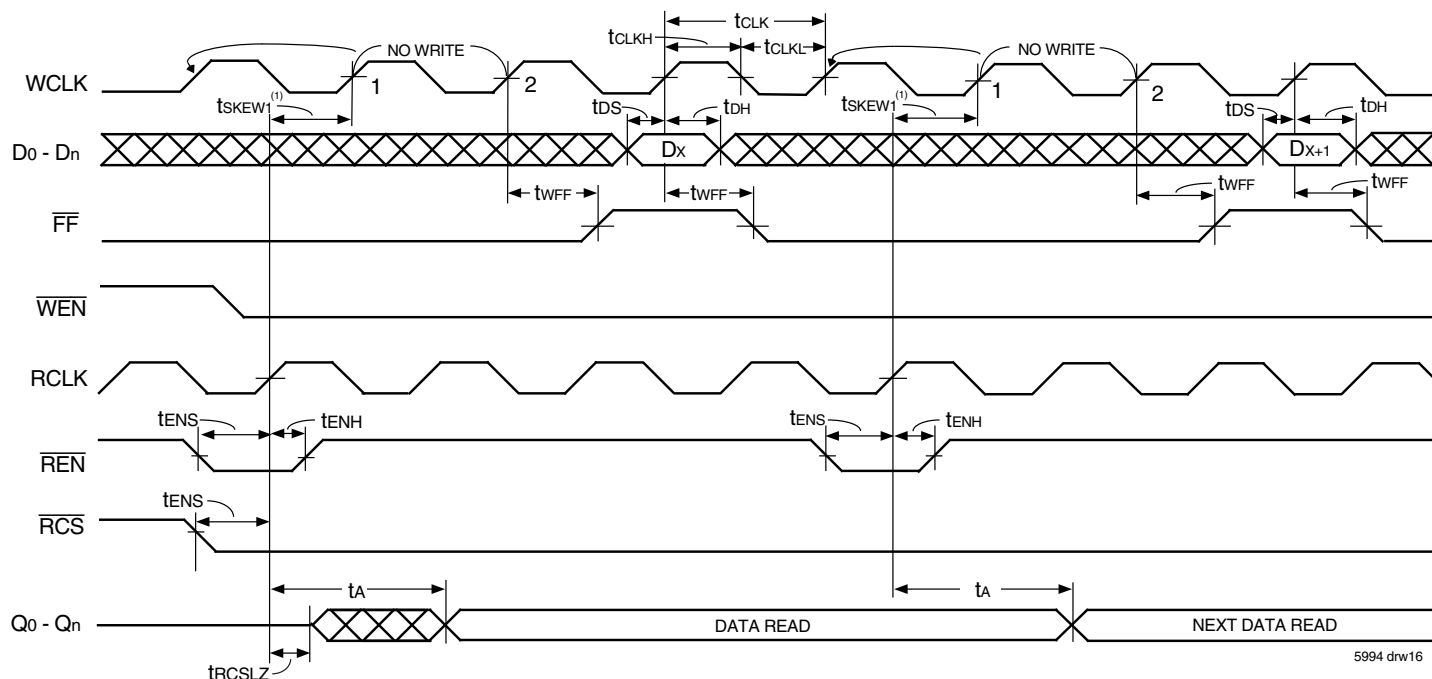 tCLK
tCLKH
tCLKL
NO WRITE
NO WRITE
WCLK
1
2
1
2
tSKEW1(1)
tDS
tDH
tSKEW1(1)
tDS
tDH
D0 - Dn
DX
DX+1
tWFF
tWFF
tWFF
tWFF
FF
WEN
RCLK
tENS
tENH
tENS
tENH
REN
tENS
RCS
tA
tA
Q0 - Qn
DATA READ
NEXT DATA READ
tRCSLZ
5994 drw16